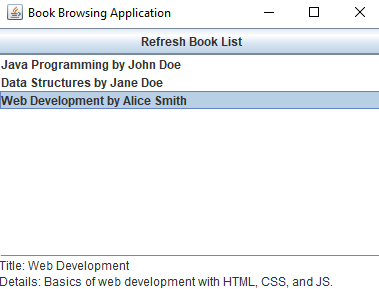 Book Browsing Application
Refresh Book List
Java Programming by John Doe
Data Structures by Jane Doe
Web Development by Alice Smith
Title: Web Development
Details: Basics of web development with HTML, CSS, and JS.